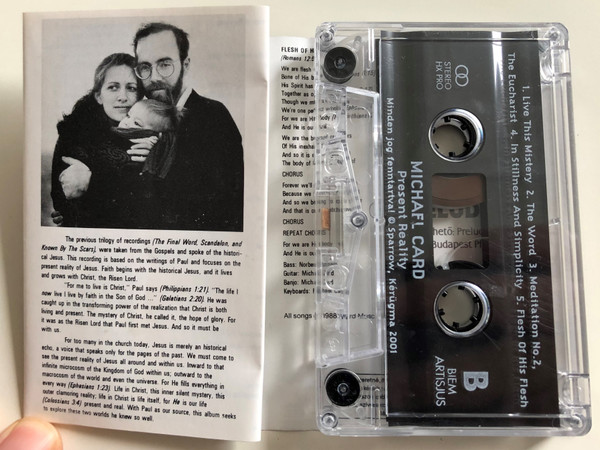 The previous trilogy of recordings (The Final Word, Scandalon, and
Known By The Scars), were taken from the Gospels and spoke of the histori-
cal Jesus. This recording is based on the writings of Paul and focuses on the
present reality of Jesus. Faith begins with the historical Jesus, and it lives
and grows with Christ, the Risen Lord.
"For me to live is Christ," Paul says (Philippians 1:21). "The life I
now live I live by faith in the Son of God ..." (Galatians 2:20). He was
caught up in the transforming power of the realization that Christ is both
living and present. The mystery of Christ, he called it, the hope of glory. For
it was as the Risen Lord that Paul first met Jesus. And so it must be
with us.
For too many in the church today, Jesus is merely an historical
echo, a voice that speaks only for the pages of the past. We must come to
see the present reality of Jesus all around and within us. Inward to that
infinite microcosm of the Kingdom of God within us; outward to the
macrocosm of the world and even the universe. For He fills everything in
every way (Ephesians 1:23). Life in Christ, this inner silent mystery, this
outer clamoring reality; life in Christ is life itself, for He is our life
(Colossians 3:4) present and real. With Paul as our source, this album seeks
to explore these two worlds he knew so well.
FLESH OF
(Romans 12:5
We are flesh
Bone of His
His Spirit has
Together as
Though we
We're one
For we are
And He is our
We are the
Of His
And so it is
The body of
CHORUS
Forever we'll
Because we
And so we
And that is
CHORUS
REPEAT CHORUS
For we are
And He is
Bass:
Guitar:
Banjo:
Keyboards:
All songs 1988
STEREO
HX PRO
1. Live This Mistery 2. The Word 3. Meditation No.2,
The Eucharist 4. In Stillness And Simplicity 5. Flesh Of His Flesh
MICHAEL CARD
Present Reality
Minden jog fenntartva! © Sparrow, Kerügma 2001
B
BIEM
ARTISJUS